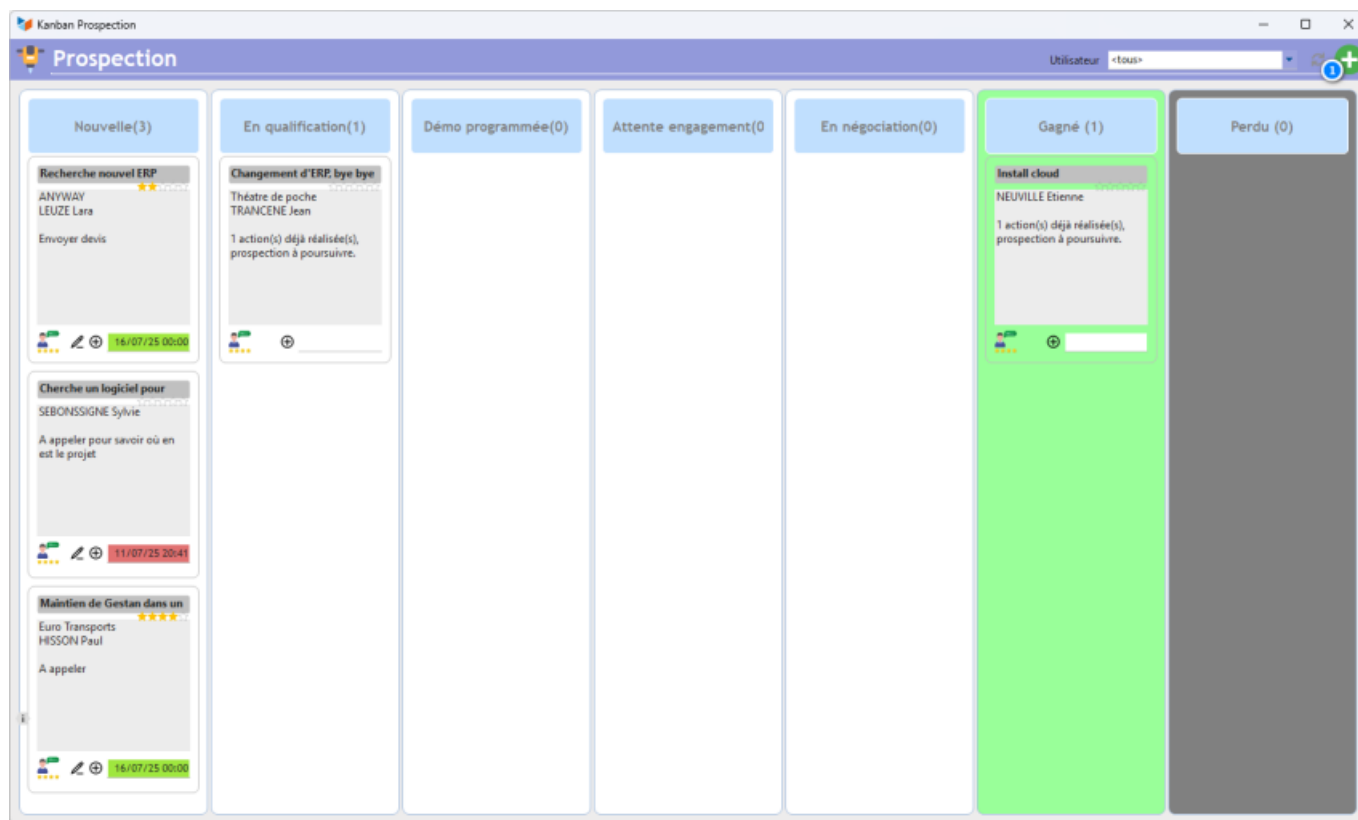 Kanban Prospection
Prospection
Utilisateur <tous>
1
Nouvelle(3)
En qualification(1)
Démo programmée(0)
Attente engagement(0
En négociation(0)
Gagné (1)
Perdu (0)
Recherche nouvel ERP
ANYWAY
LEUZE Lara
Envoyer devis
16/07/25 00:00
Cherche un logiciel pour
SEBONSSIGNE Sylvie
A appeler pour savoir où en
est le projet
11/07/25 20:41
Maintien de Gestan dans un
Euro Transports
HISSON Paul
A appeler
16/07/25 00:00
Changement d'ERP, bye bye
Théatre de poche
TRANCENE Jean
1 action(s) déjà réalisée(s),
prospection à poursuivre.
Install cloud
NEUVILLE Etienne
1 action(s) déjà réalisée(s),
prospection à poursuivre.